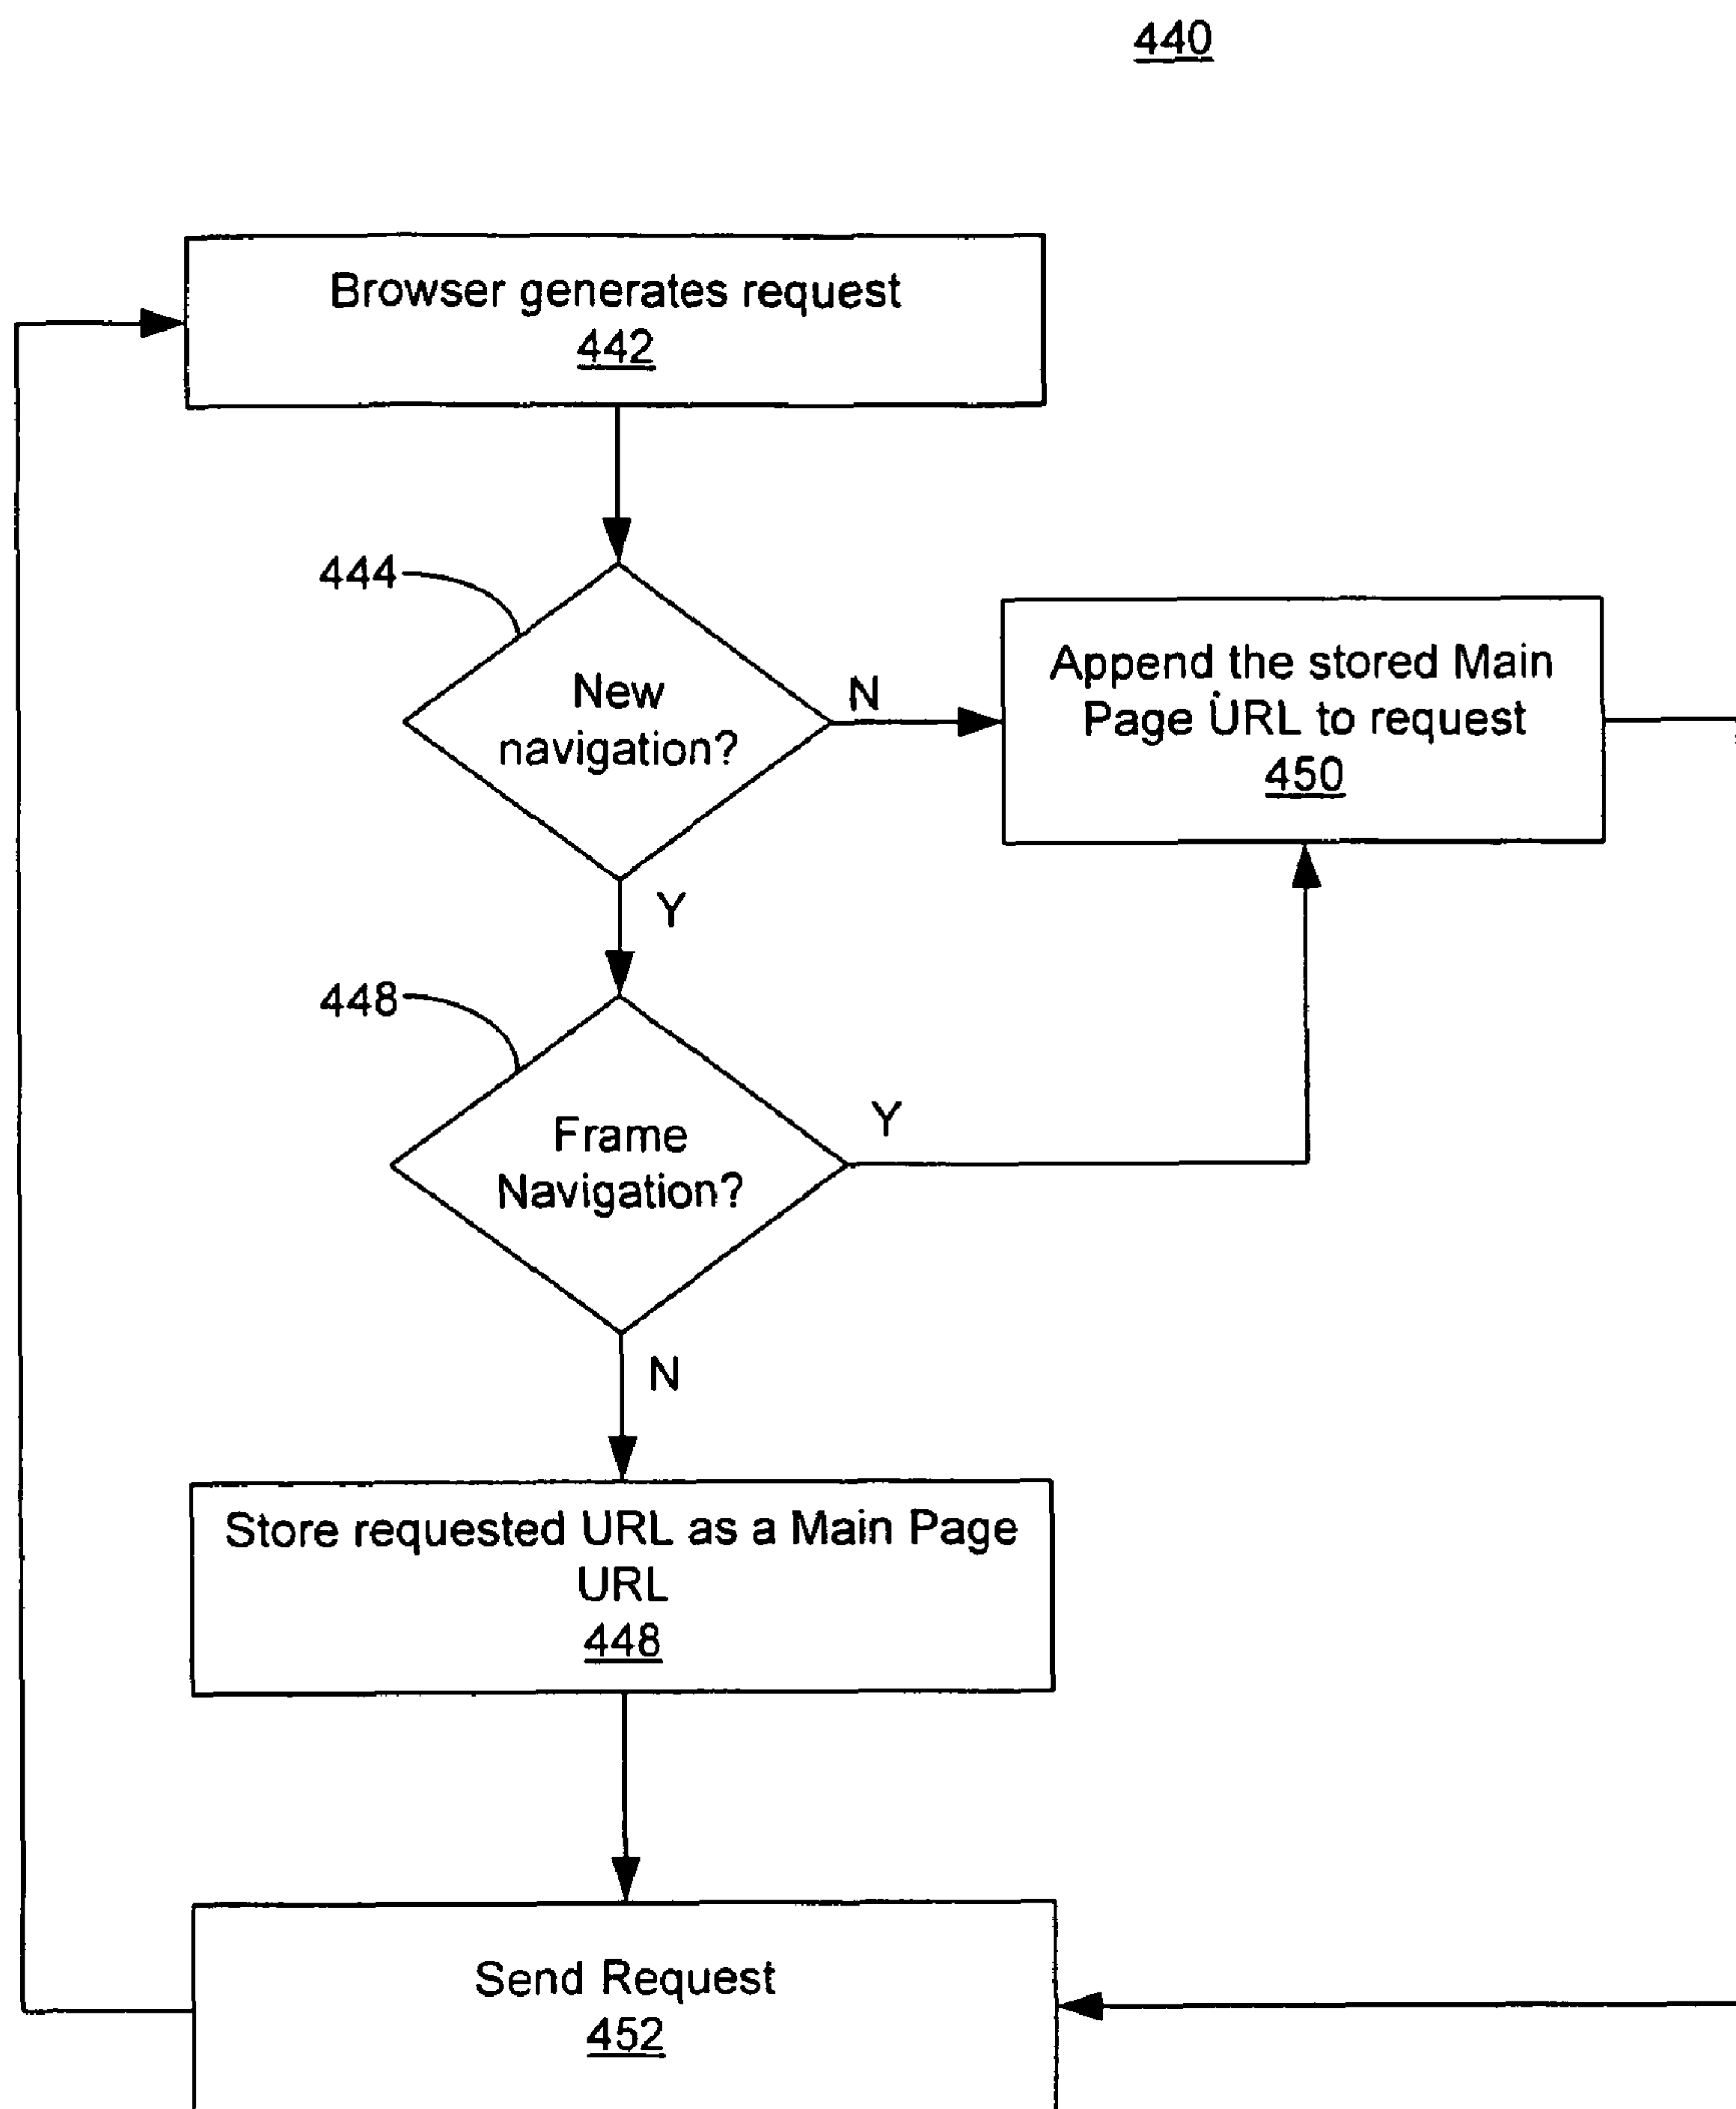 440
Browser generates request
442
444
New
navigation?
N
Append the stored Main
Page URL to request
450
Y
448
Frame
Navigation?
Y
N
Store requested URL as a Main Page
URL
448
Send Request
452